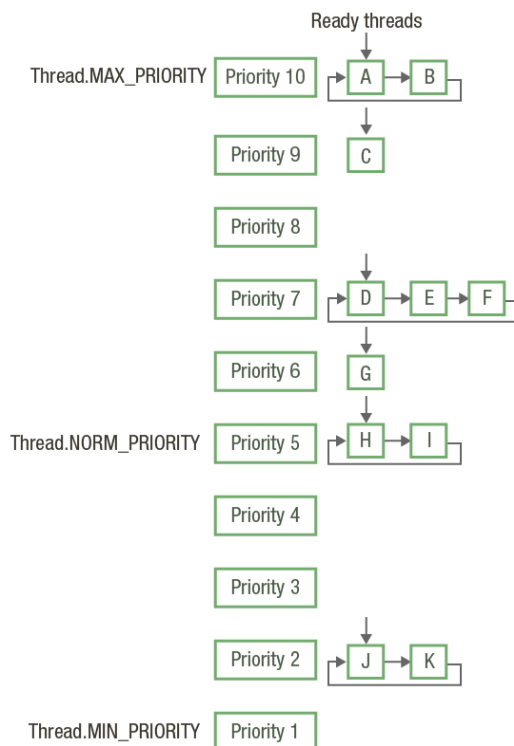 Ready threads
Thread.MAX_PRIORITY Priority 10 A B
Priority 9 C
Priority 8
Priority 7 D E F
Priority 6 G
Thread.NORM_PRIORITY Priority 5 H I
Priority 4
Priority 3
Priority 2 J K
Thread.MIN_PRIORITY Priority 1